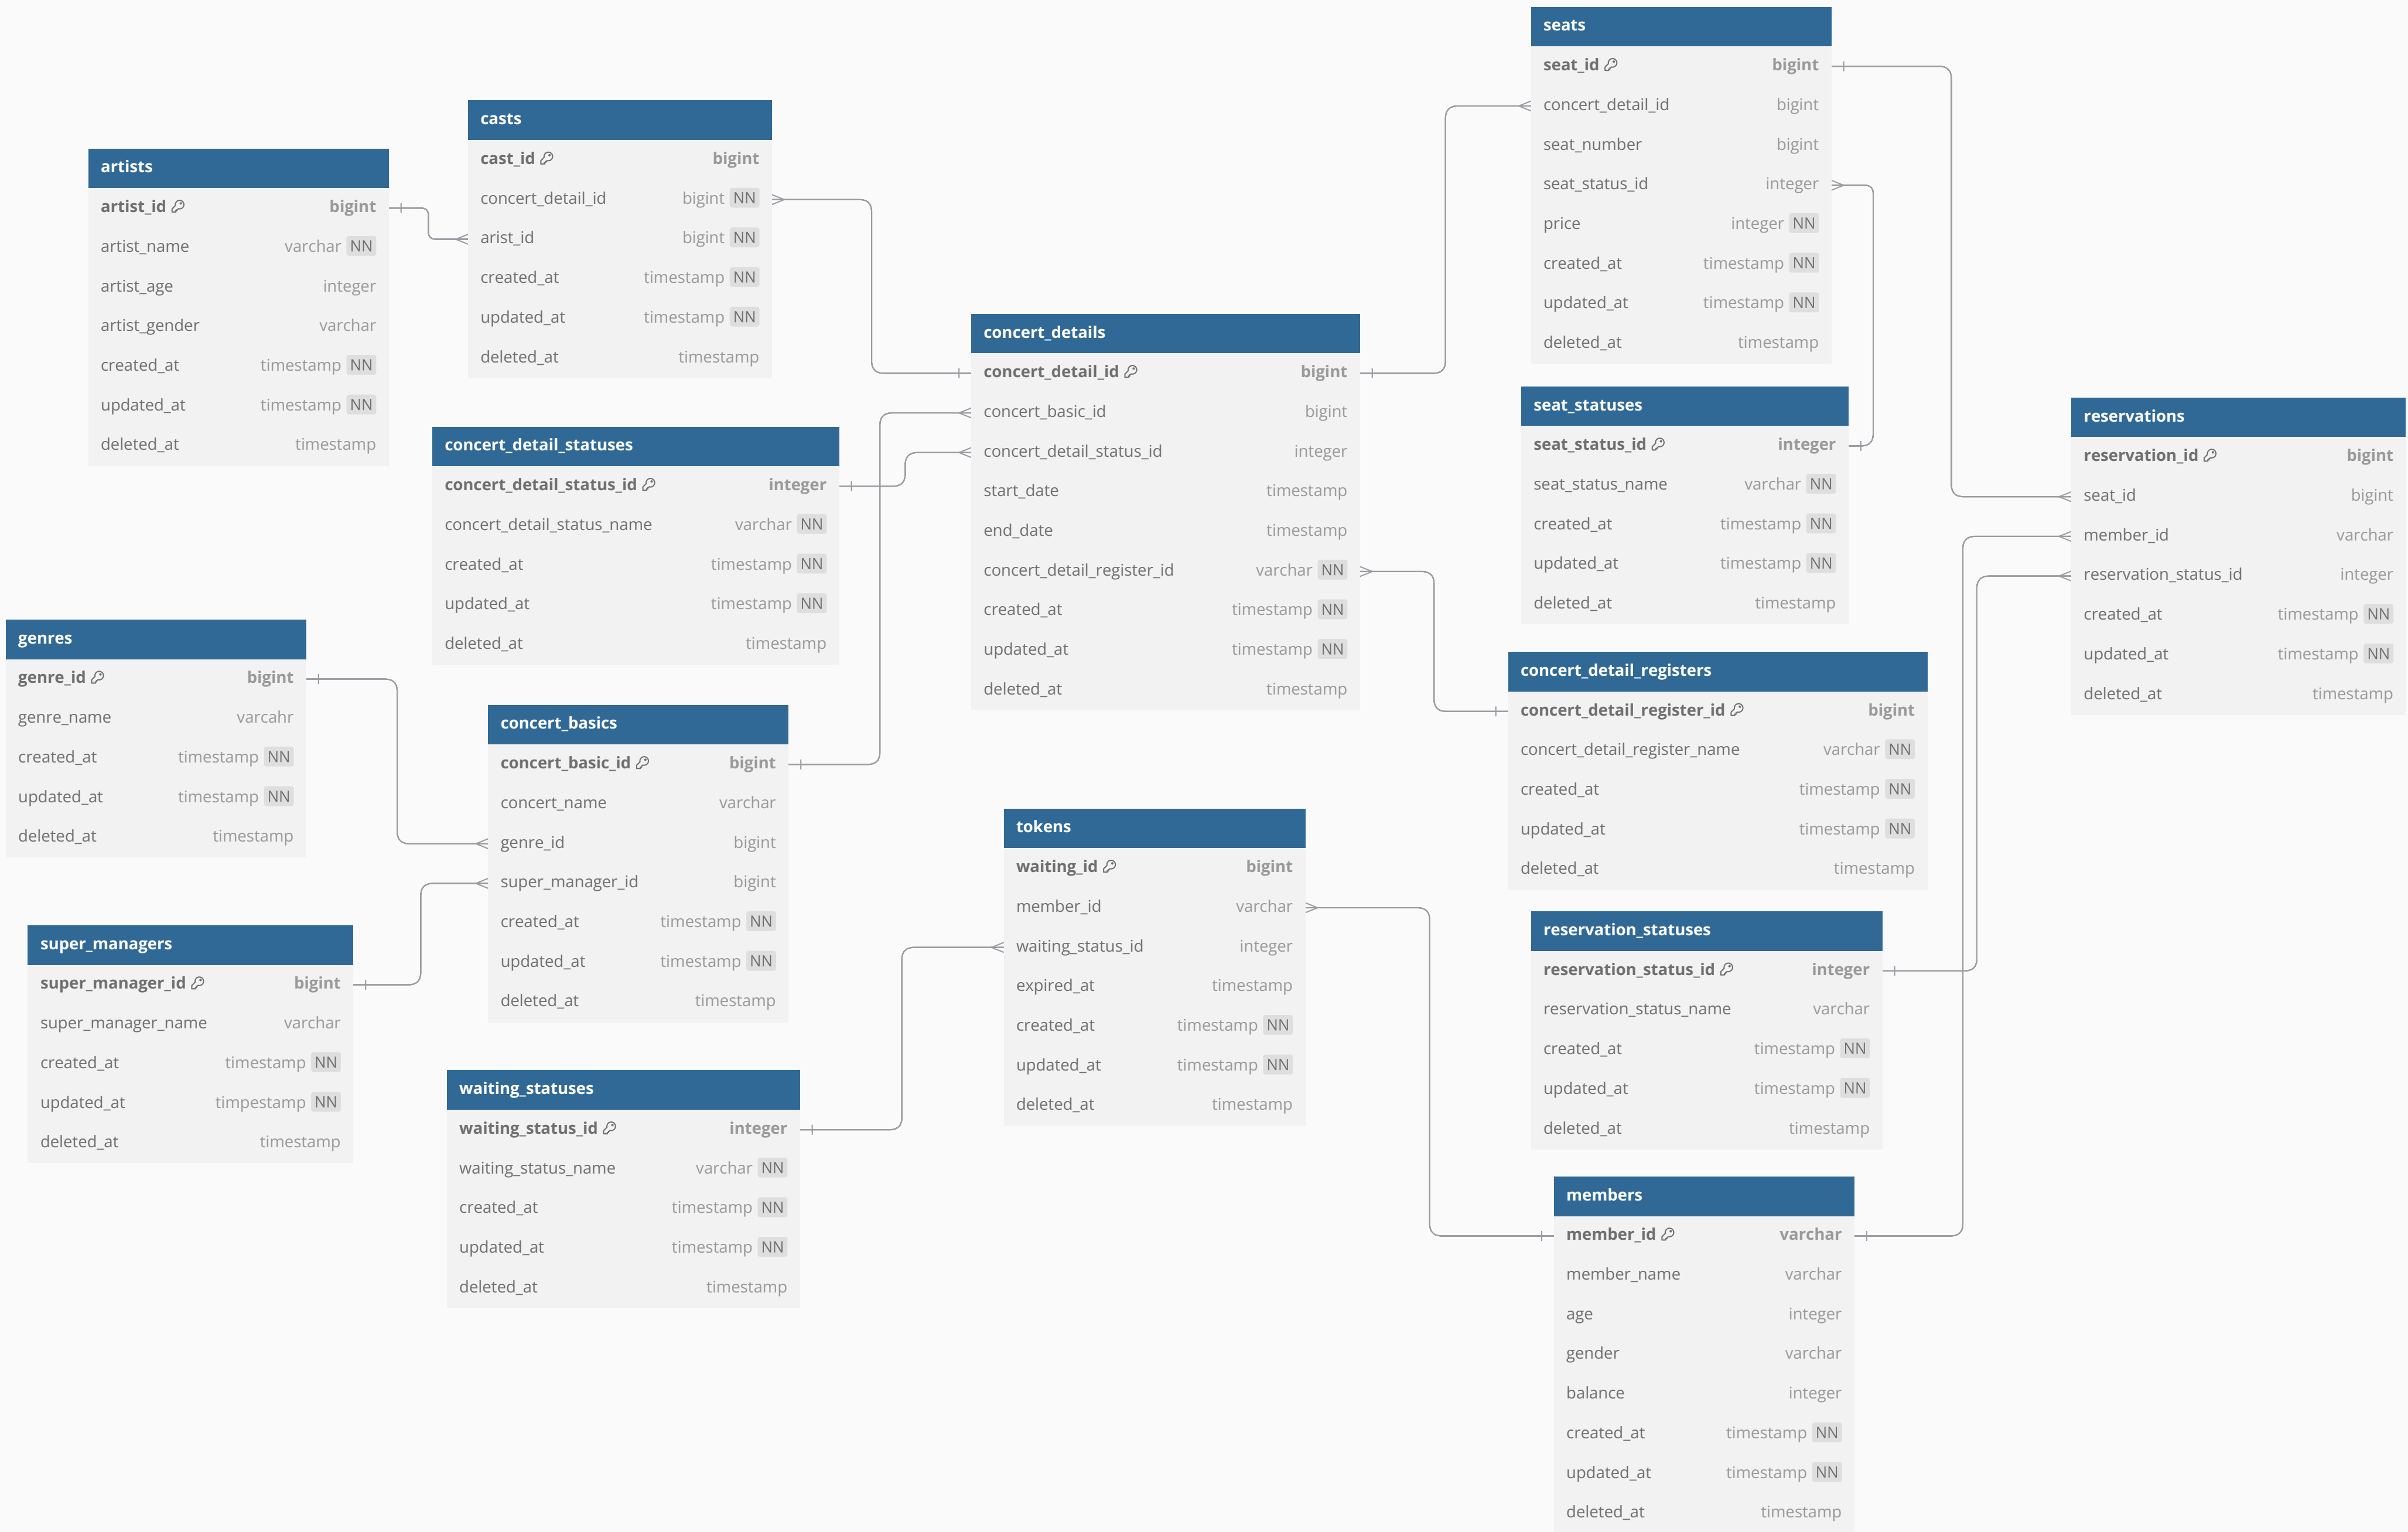 seats
seat_id bigint
concert_detail_id bigint
seat_number bigint
seat_status_id integer
price integer NN
created_at timestamp NN
updated_at timestamp NN
deleted_at timestamp
casts
cast_id bigint
concert_detail_id bigint NN
arist_id bigint NN
created_at timestamp NN
updated_at timestamp NN
deleted_at timestamp
artists
artist_id bigint
artist_name varchar NN
artist_age integer
artist_gender varchar
created_at timestamp NN
updated_at timestamp NN
deleted_at timestamp
concert_details
concert_detail_id bigint
concert_basic_id bigint
concert_detail_status_id integer
start_date timestamp
end_date timestamp
concert_detail_register_id varchar NN
created_at timestamp NN
updated_at timestamp NN
deleted_at timestamp
seat_statuses
seat_status_id integer
seat_status_name varchar NN
created_at timestamp NN
updated_at timestamp NN
deleted_at timestamp
reservations
reservation_id bigint
seat_id bigint
member_id varchar
reservation_status_id integer
created_at timestamp NN
updated_at timestamp NN
deleted_at timestamp
concert_detail_statuses
concert_detail_status_id integer
concert_detail_status_name varchar NN
created_at timestamp NN
updated_at timestamp NN
deleted_at timestamp
genres
genre_id bigint
genre_name varcahr
created_at timestamp NN
updated_at timestamp NN
deleted_at timestamp
concert_detail_registers
concert_detail_register_id bigint
concert_detail_register_name varchar NN
created_at timestamp NN
updated_at timestamp NN
deleted_at timestamp
concert_basics
concert_basic_id bigint
concert_name varchar
genre_id bigint
super_manager_id bigint
created_at timestamp NN
updated_at timestamp NN
deleted_at timestamp
tokens
waiting_id bigint
member_id varchar
waiting_status_id integer
expired_at timestamp
created_at timestamp NN
updated_at timestamp NN
deleted_at timestamp
reservation_statuses
reservation_status_id integer
reservation_status_name varchar
created_at timestamp NN
updated_at timestamp NN
deleted_at timestamp
super_managers
super_manager_id bigint
super_manager_name varchar
created_at timestamp NN
updated_at timpestamp NN
deleted_at timestamp
waiting_statuses
waiting_status_id integer
waiting_status_name varchar NN
created_at timestamp NN
updated_at timestamp NN
deleted_at timestamp
members
member_id varchar
member_name varchar
age integer
gender varchar
balance integer
created_at timestamp NN
updated_at timestamp NN
deleted_at timestamp